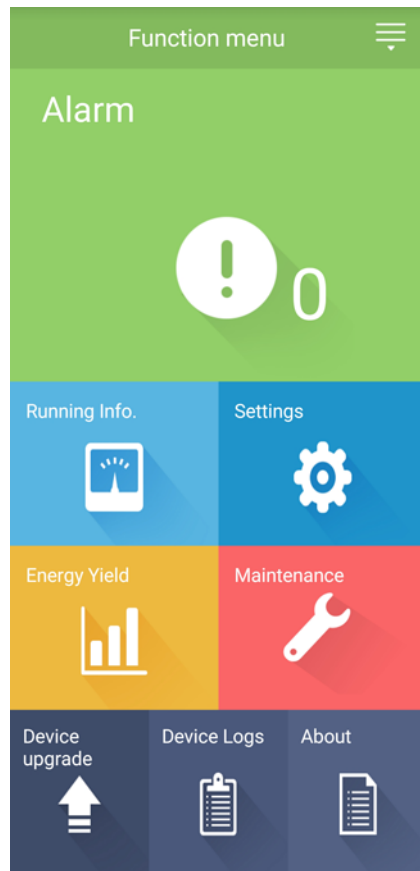 Function menu
Alarm
0
Running Info.
Settings
Energy Yield
Maintenance
Device
upgrade
Device Logs
About